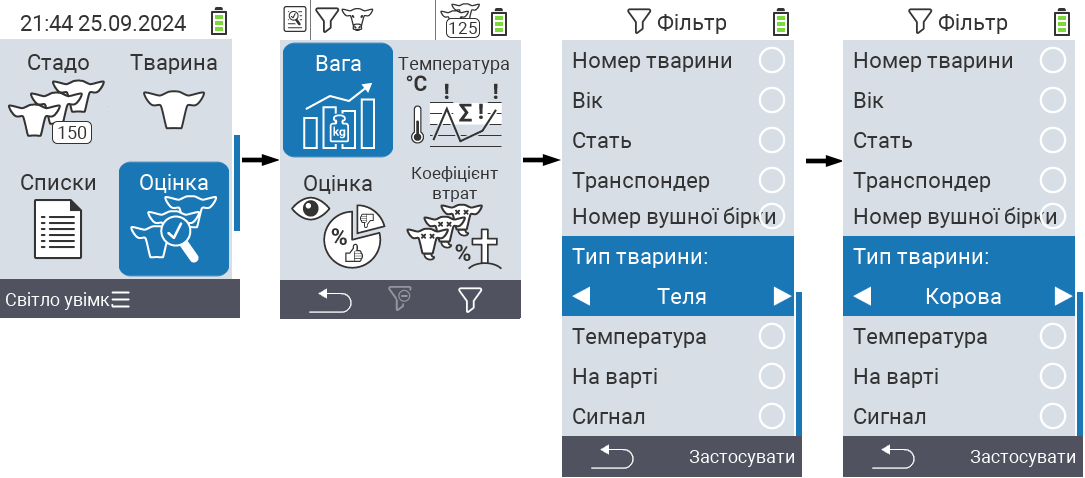 21:44 25.09.2024
Стадо
Тварина
150
Списки
Оцінка
Світло увімк.
125
Вага
Температура
°C
! !
Σ !
kg
Оцінка
Коефіцієнт
втрат
%
%
Фільтр
Номер тварини
Вік
Стать
Транспондер
Номер вушної бірки
Тип тварини:
Теля
Температура
На варті
Сигнал
Застосувати
Фільтр
Номер тварини
Вік
Стать
Транспондер
Номер вушної бірки
Тип тварини:
Корова
Температура
На варті
Сигнал
Застосувати